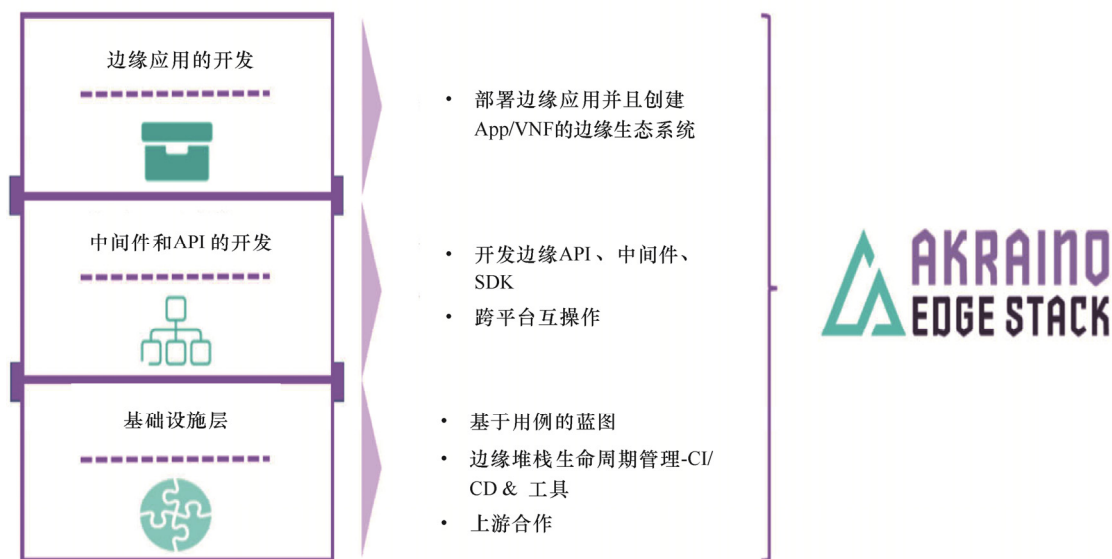 边缘应用的开发
• 部署边缘应用并且创建
App/VNF的边缘生态系统
中间件和API 的开发
• 开发边缘API、中间件、
SDK
• 跨平台互操作
基础设施层
• 基于用例的蓝图
• 边缘堆栈生命周期管理-CI/
CD & 工具
• 上游合作
AKRAINO
EDGE STACK